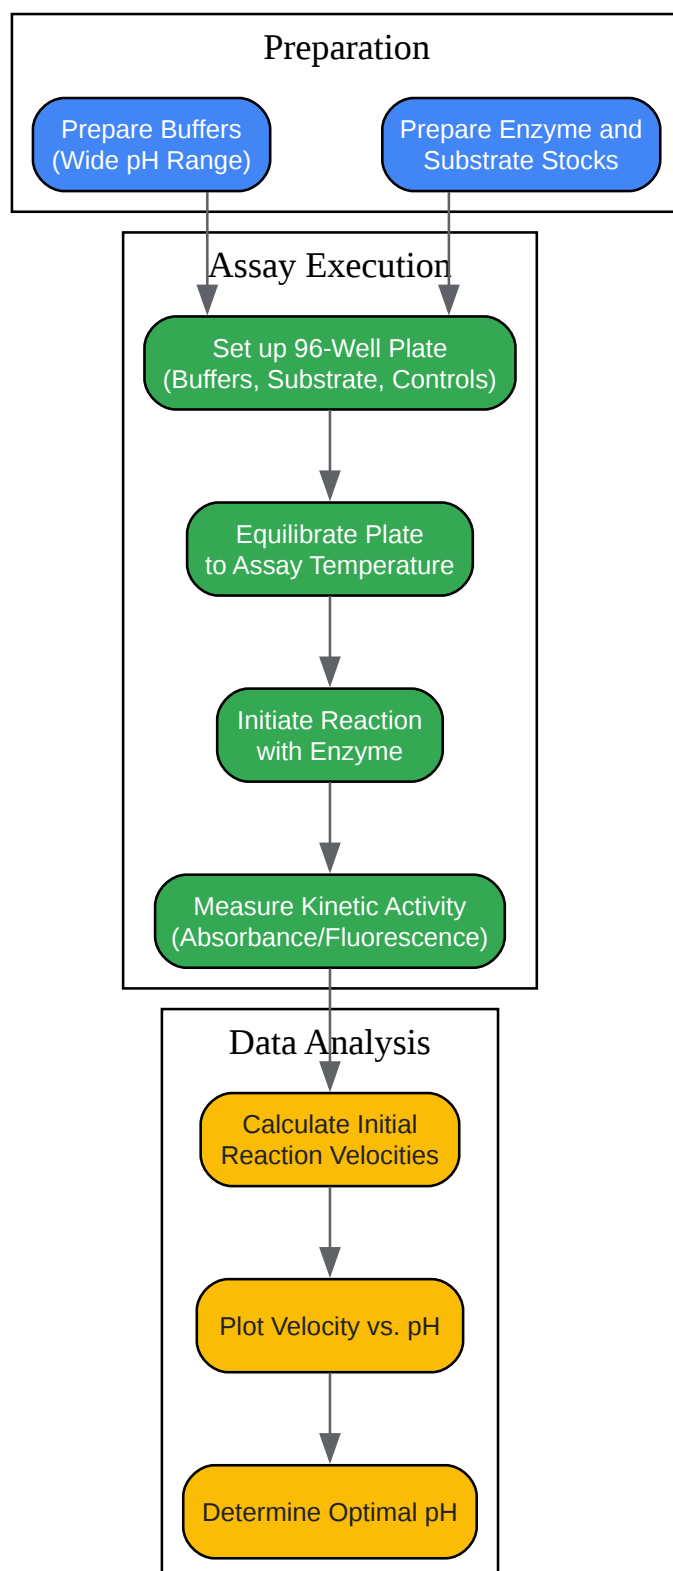 Preparation
Prepare Buffers
(Wide pH Range)
Prepare Enzyme and
Substrate Stocks
Assay Execution
Set up 96-Well Plate
(Buffers, Substrate, Controls)
Equilibrate Plate
to Assay Temperature
Initiate Reaction
with Enzyme
Measure Kinetic Activity
(Absorbance/Fluorescence)
Data Analysis
Calculate Initial
Reaction Velocities
Plot Velocity vs. pH
Determine Optimal pH